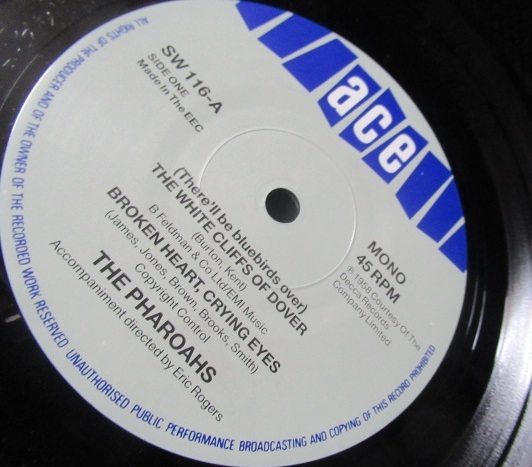 ace
SW 116-A
SIDE ONE
Made In The EEC
MONO
45 RPM
℗ 1958 Courtesy Of The
Decca Records
Company Limited
(There'll be bluebirds over)
THE WHITE CLIFFS OF DOVER
(Burton, Kent)
B Feldman & Co Ltd/EMI Music
BROKEN HEART, CRYING EYES
(James, Jones, Brown, Brooks, Smith)
Copyright Control
THE PHAROAHS
Accompaniment directed by Eric Rogers
ALL RIGHTS OF THE PRODUCER AND OF THE OWNER OF THE RECORDED WORK RESERVED UNAUTHORISED PUBLIC PERFORMANCE BROADCASTING AND COPYING OF THIS RECORD PROHIBITED